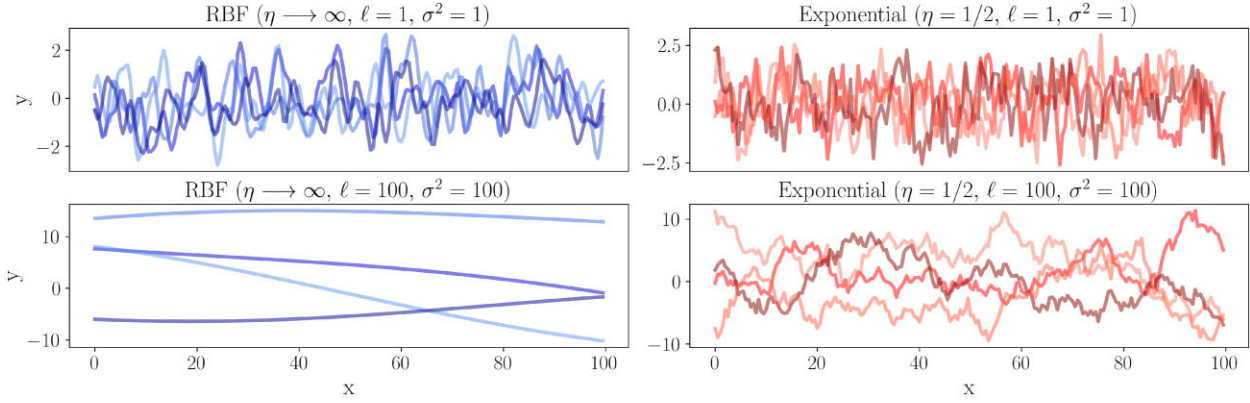 RBF (η ⟶ ∞, ℓ = 1, σ² = 1)
Exponential (η = 1/2, ℓ = 1, σ² = 1)
2
0
−2
y
2.5
0.0
−2.5
RBF (η ⟶ ∞, ℓ = 100, σ² = 100)
Exponential (η = 1/2, ℓ = 100, σ² = 100)
10
0
−10
y
10
0
−10
0 20 40 60 80 100
0 20 40 60 80 100
x
x